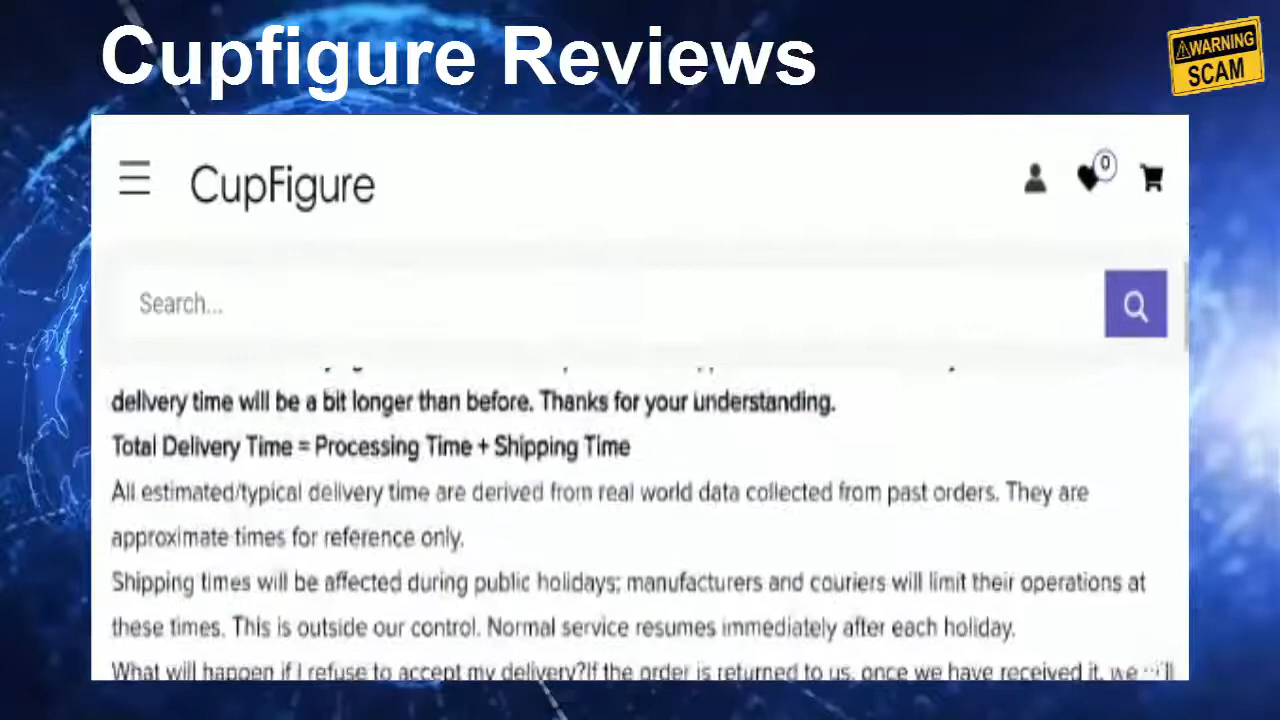 Cupfigure Reviews
WARNING
SCAM
CupFigure
0
Search...
delivery time will be a bit longer than before. Thanks for your understanding.
Total Delivery Time = Processing Time + Shipping Time
All estimated/typical delivery time are derived from real world data collected from past orders. They are
approximate times for reference only.
Shipping times will be affected during public holidays; manufacturers and couriers will limit their operations at
these times. This is outside our control. Normal service resumes immediately after each holiday.
What will happen if I refuse to accept my delivery?If the order is returned to us, once we have received it, we will